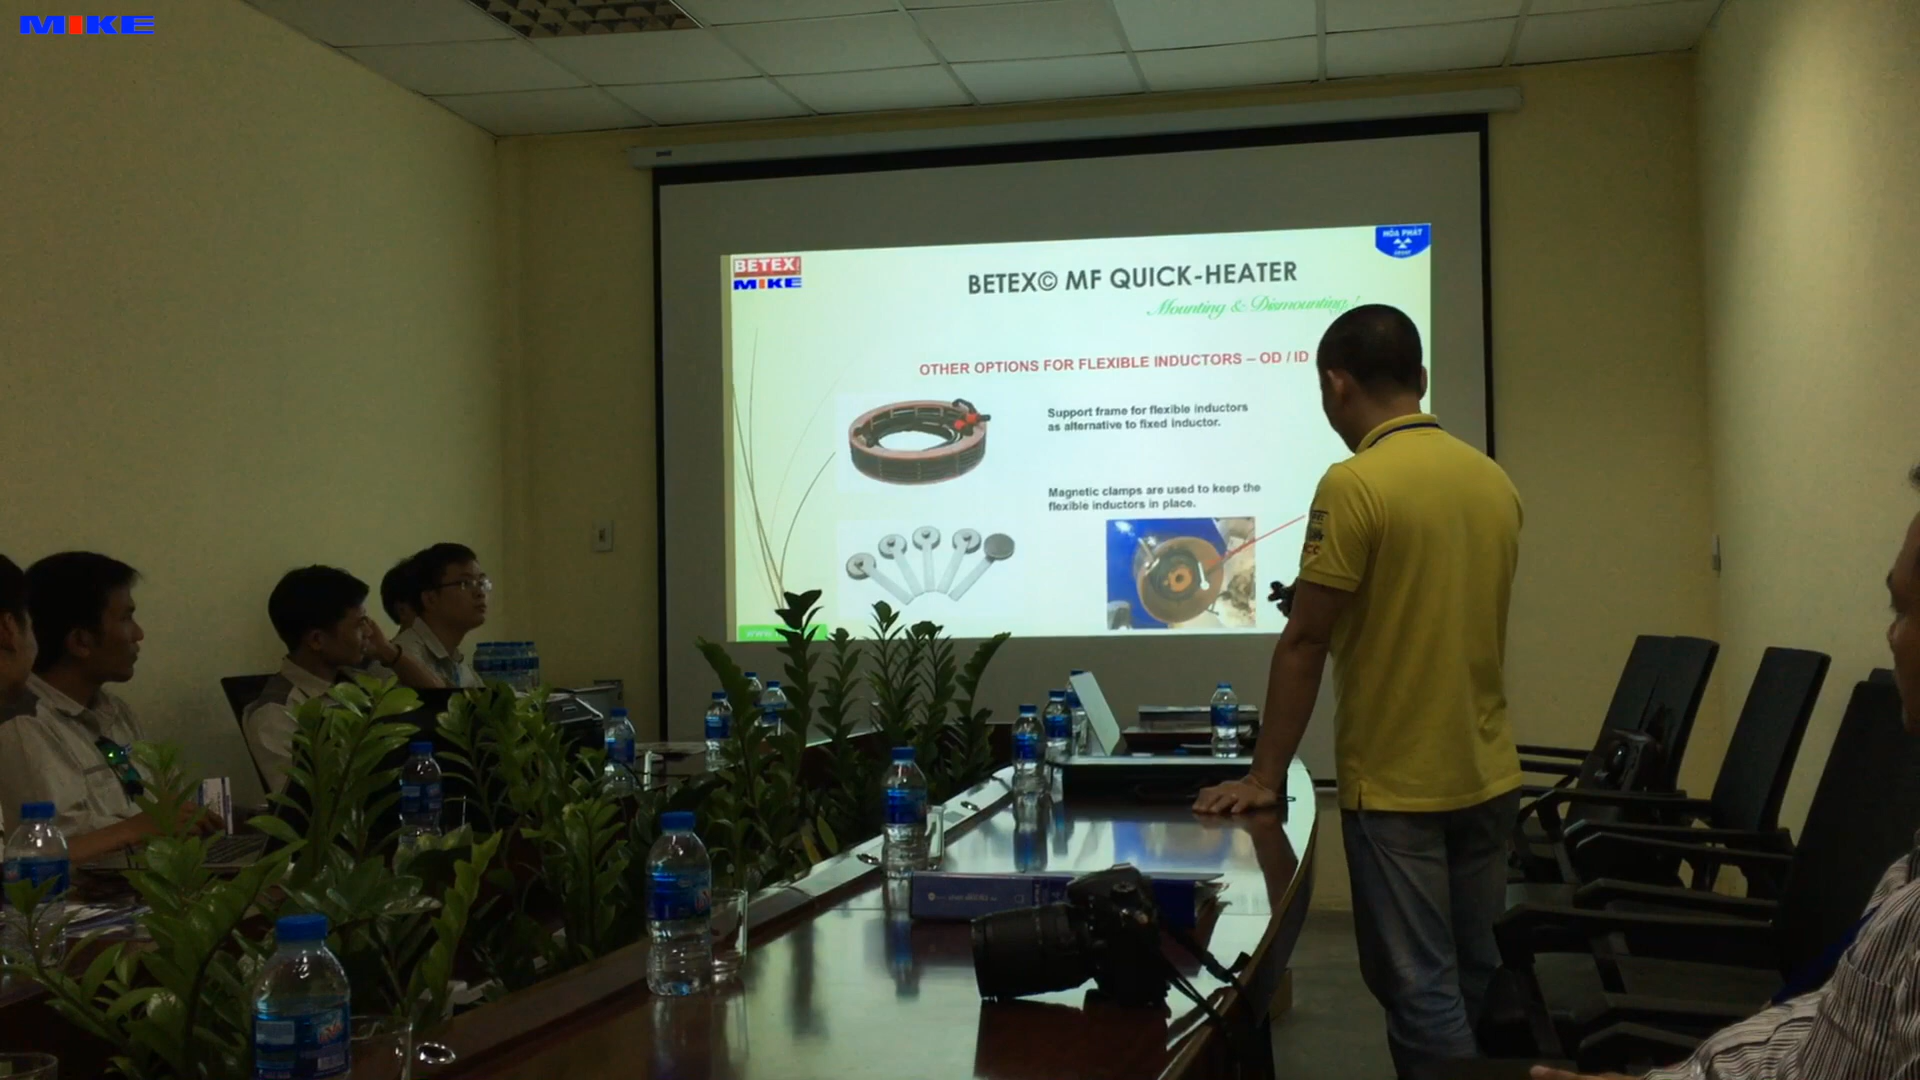 MIKE
HÒA PHÁT
GROUP
BETEX
MIKE
BETEX© MF QUICK-HEATER
Mounting & Dismounting !
OTHER OPTIONS FOR FLEXIBLE INDUCTORS – OD / ID
Support frame for flexible inductors
as alternative to fixed inductor.
Magnetic clamps are used to keep the
flexible inductors in place.